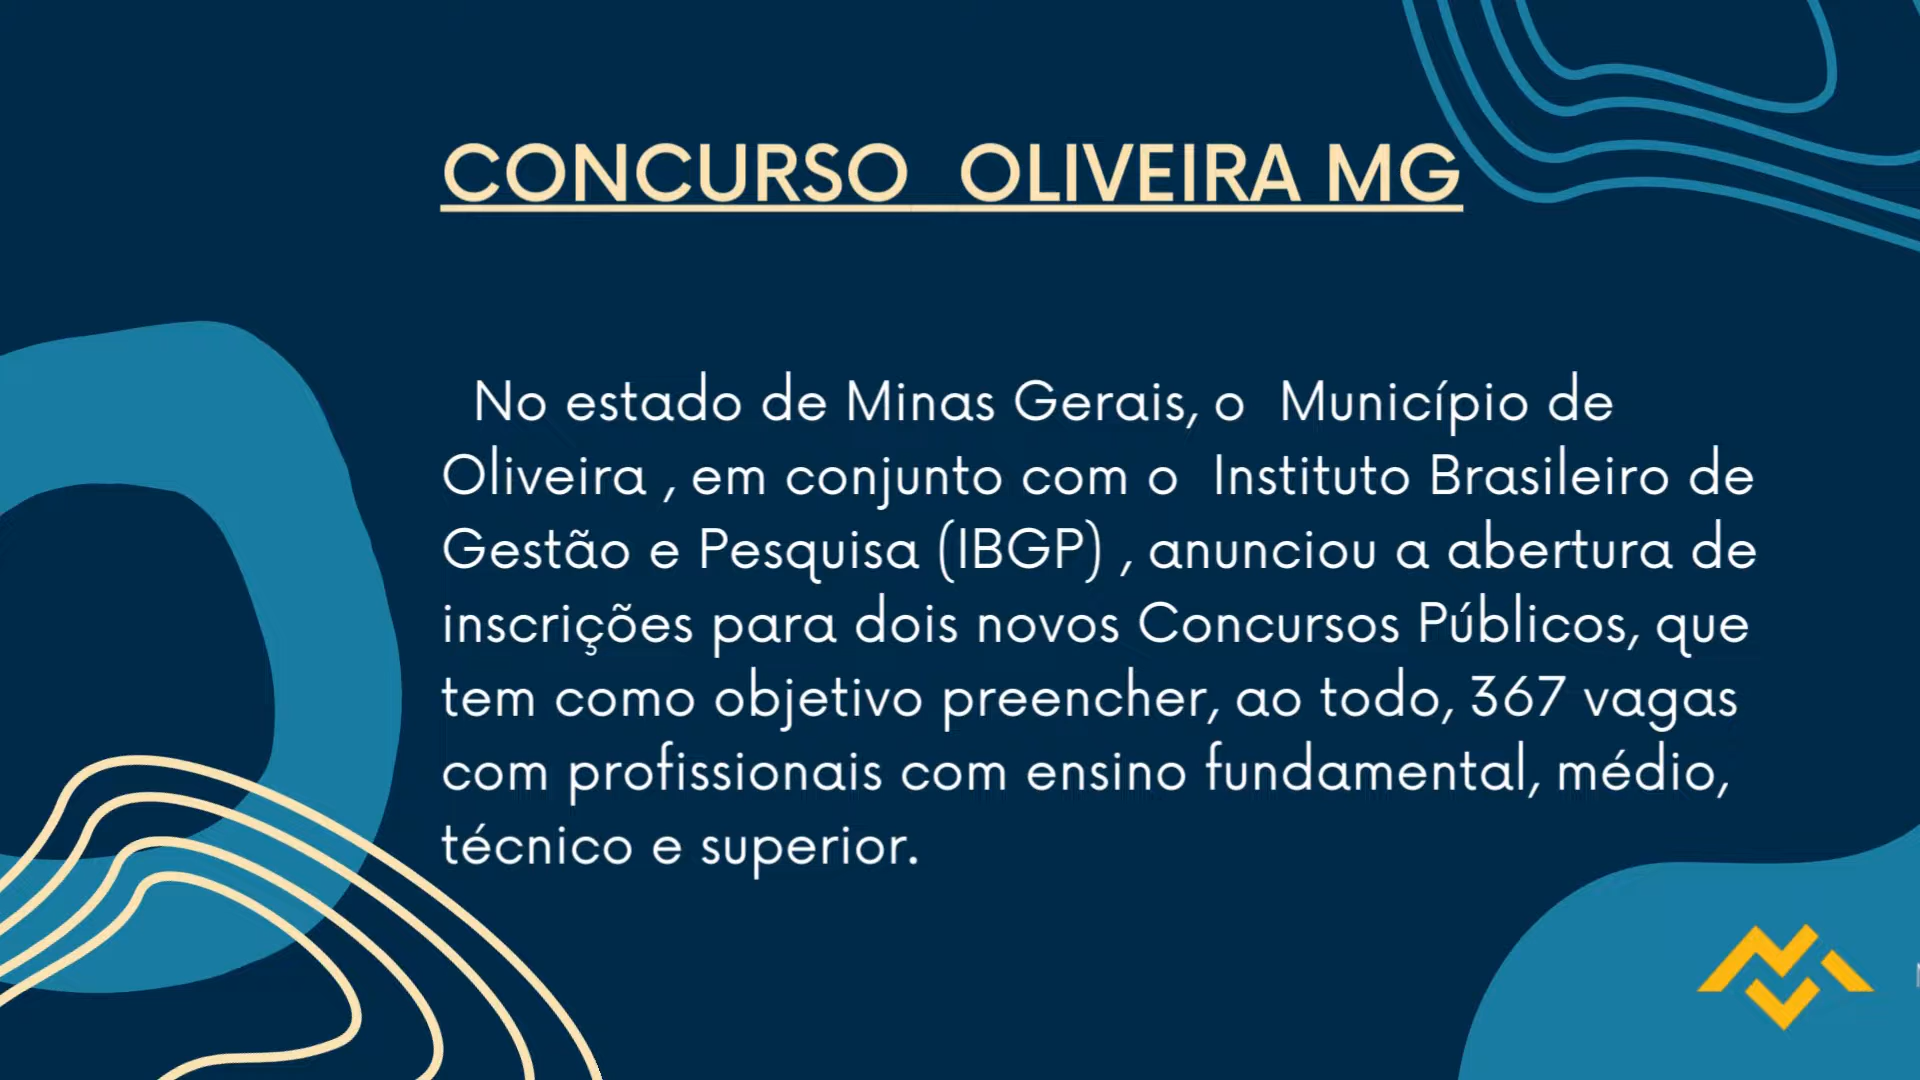 CONCURSO OLIVEIRA MG
No estado de Minas Gerais, o Município de
Oliveira , em conjunto com o Instituto Brasileiro de
Gestão e Pesquisa (IBGP) , anunciou a abertura de
inscrições para dois novos Concursos Públicos, que
tem como objetivo preencher, ao todo, 367 vagas
com profissionais com ensino fundamental, médio,
técnico e superior.